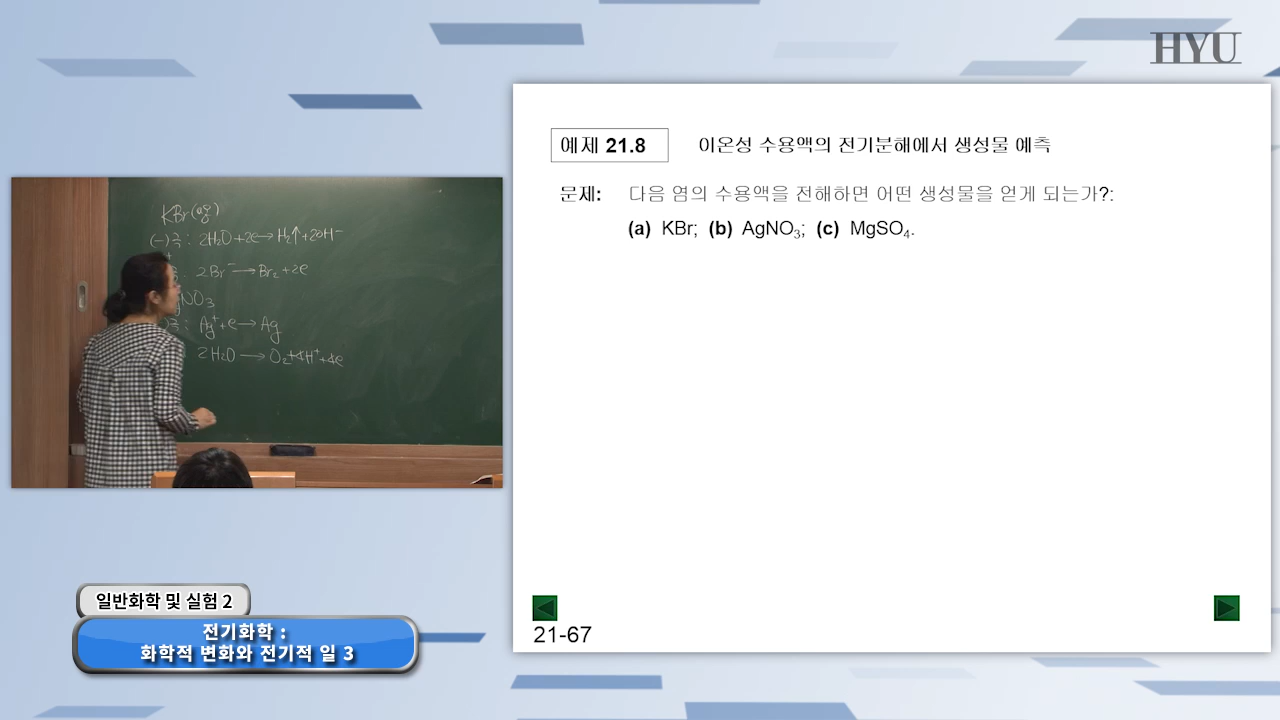 HYU
예제 21.8 이온성 수용액의 전기분해에서 생성물 예측
문제: 다음 염의 수용액을 전해하면 어떤 생성물을 얻게 되는가?:
(a) KBr; (b) AgNO₃; (c) MgSO₄.
21-67
KBr
(-)극: 2H₂O+2e→H₂↑+2OH⁻
2Br⁻→Br₂+2e
NO₃
극: Ag⁺+e→Ag
2H₂O→O₂+4H⁺+4e
일반화학 및 실험 2
전기화학 :
화학적 변화와 전기적 일 3